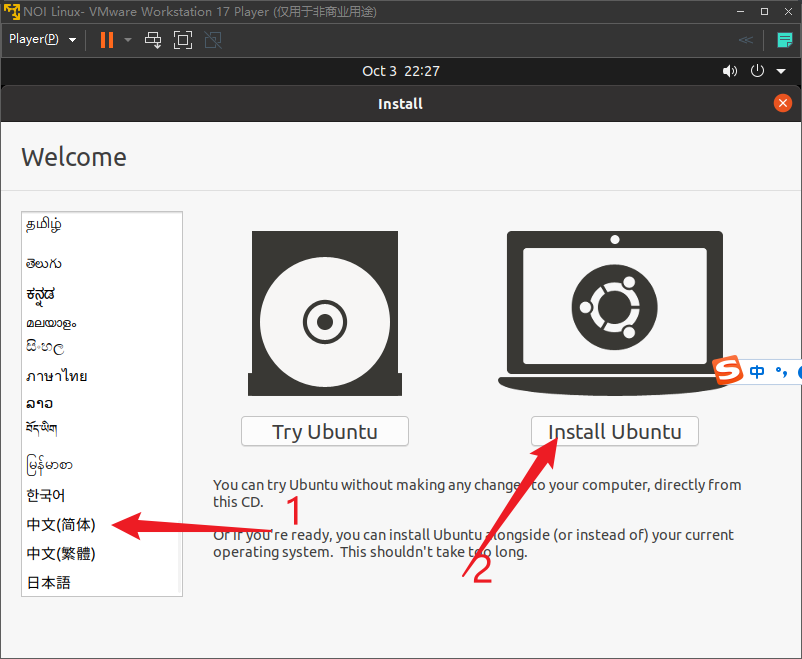 NOI Linux- VMware Workstation 17 Player (仅用于非商业用途)
Player(P)
Oct 3 22:27
Install
Welcome
தமிழ்
తెలుగు
ಕನ್ನಡ
മലയാളം
සිංහල
ภาษาไทย
ລາວ
བོད་ཡིག
မြန်မာစာ
한국어
中文(简体)
中文(繁體)
日本語
Try Ubuntu
Install Ubuntu
You can try Ubuntu without making any changes to your computer, directly from
this CD.
Or if you're ready, you can install Ubuntu alongside (or instead of) your current
operating system. This shouldn't take too long.
1
2
S 中 °,